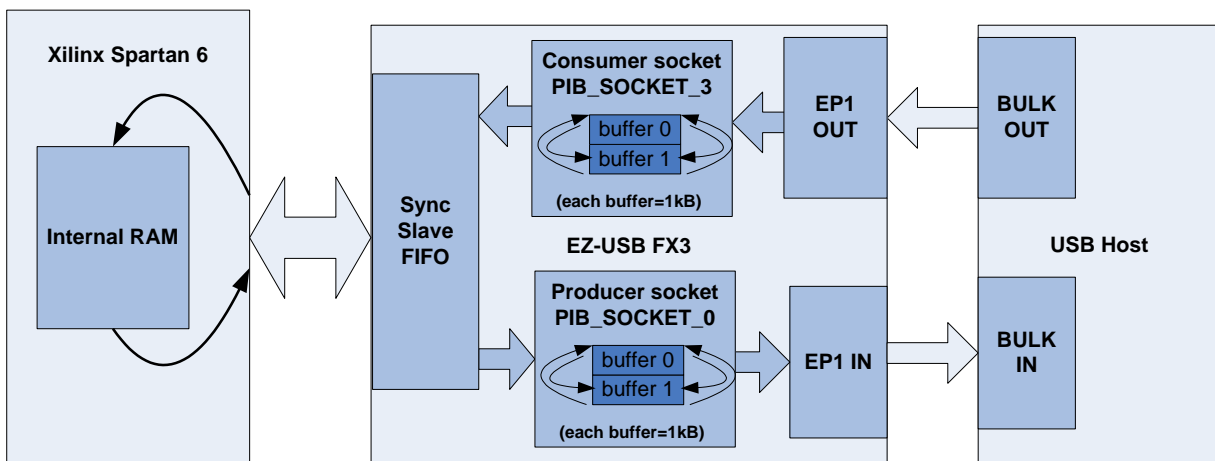 Xilinx Spartan 6
Internal RAM
Sync
Slave
FIFO
Consumer socket
PIB_SOCKET_3
buffer 0
buffer 1
(each buffer=1kB)
EP1
OUT
BULK
OUT
EZ-USB FX3
USB Host
Producer socket
PIB_SOCKET_0
buffer 0
buffer 1
(each buffer=1kB)
EP1 IN
BULK
IN